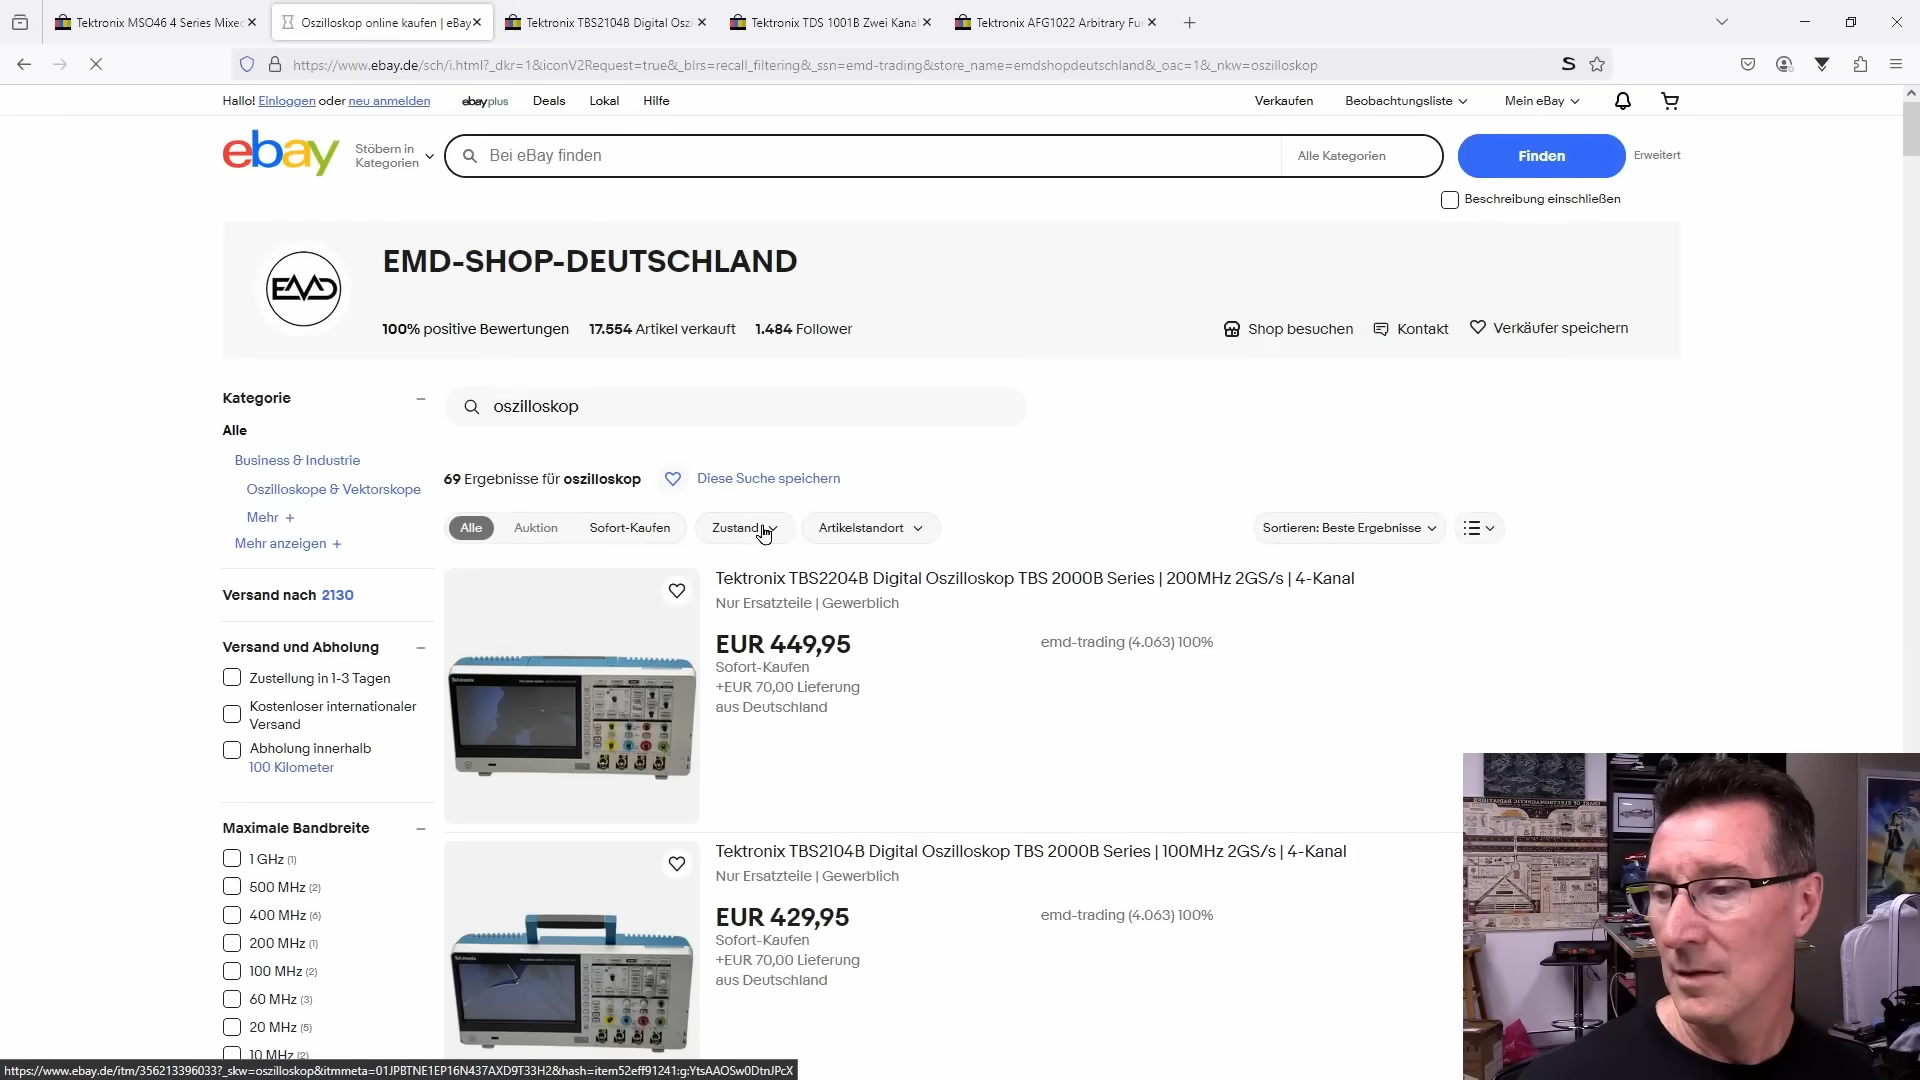 Tektronix MSO46 4 Series Mixe
Oszilloskop online kaufen | eBay
Tektronix TBS2104B Digital Osz
Tektronix TDS 1001B Zwei Kana
Tektronix AFG1022 Arbitrary Fu
https://www.ebay.de/sch/i.html?_dkr=1&iconV2Request=true&_blrs=recall_filtering&_ssn=emd-trading&store_name=emdshopdeutschland&_oac=1&_nkw=oszilloskop
Hallo! Einloggen oder neu anmelden
ebayplus
Deals
Lokal
Hilfe
Verkaufen
Beobachtungsliste
Mein eBay
ebay
Stöbern in
Kategorien
Bei eBay finden
Alle Kategorien
Finden
Erweitert
Beschreibung einschließen
EMD
EMD-SHOP-DEUTSCHLAND
100% positive Bewertungen
17.554 Artikel verkauft
1.484 Follower
Shop besuchen
Kontakt
Verkäufer speichern
Kategorie
Alle
Business & Industrie
Oszilloskope & Vektorskope
Mehr +
Mehr anzeigen +
Versand nach 2130
Versand und Abholung
Zustellung in 1-3 Tagen
Kostenloser internationaler
Versand
Abholung innerhalb
100 Kilometer
Maximale Bandbreite
1 GHz (1)
500 MHz (2)
400 MHz (6)
200 MHz (1)
100 MHz (2)
60 MHz (3)
20 MHz (5)
10 MHz (2)
oszilloskop
69 Ergebnisse für oszilloskop
Diese Suche speichern
Alle
Auktion
Sofort-Kaufen
Zustand
Artikelstandort
Sortieren: Beste Ergebnisse
Tektronix TBS2204B Digital Oszilloskop TBS 2000B Series | 200MHz 2GS/s | 4-Kanal
Nur Ersatzteile | Gewerblich
EUR 449,95
Sofort-Kaufen
+EUR 70,00 Lieferung
aus Deutschland
emd-trading (4.063) 100%
Tektronix TBS2104B Digital Oszilloskop TBS 2000B Series | 100MHz 2GS/s | 4-Kanal
Nur Ersatzteile | Gewerblich
EUR 429,95
Sofort-Kaufen
+EUR 70,00 Lieferung
aus Deutschland
emd-trading (4.063) 100%
https://www.ebay.de/itm/356213396033?_skw=oszilloskop&itmmeta=01JPBTNE1EP16N437AXD9T33H2&hash=item52eff91241:g:YtsAAOSw0DtnJPcX